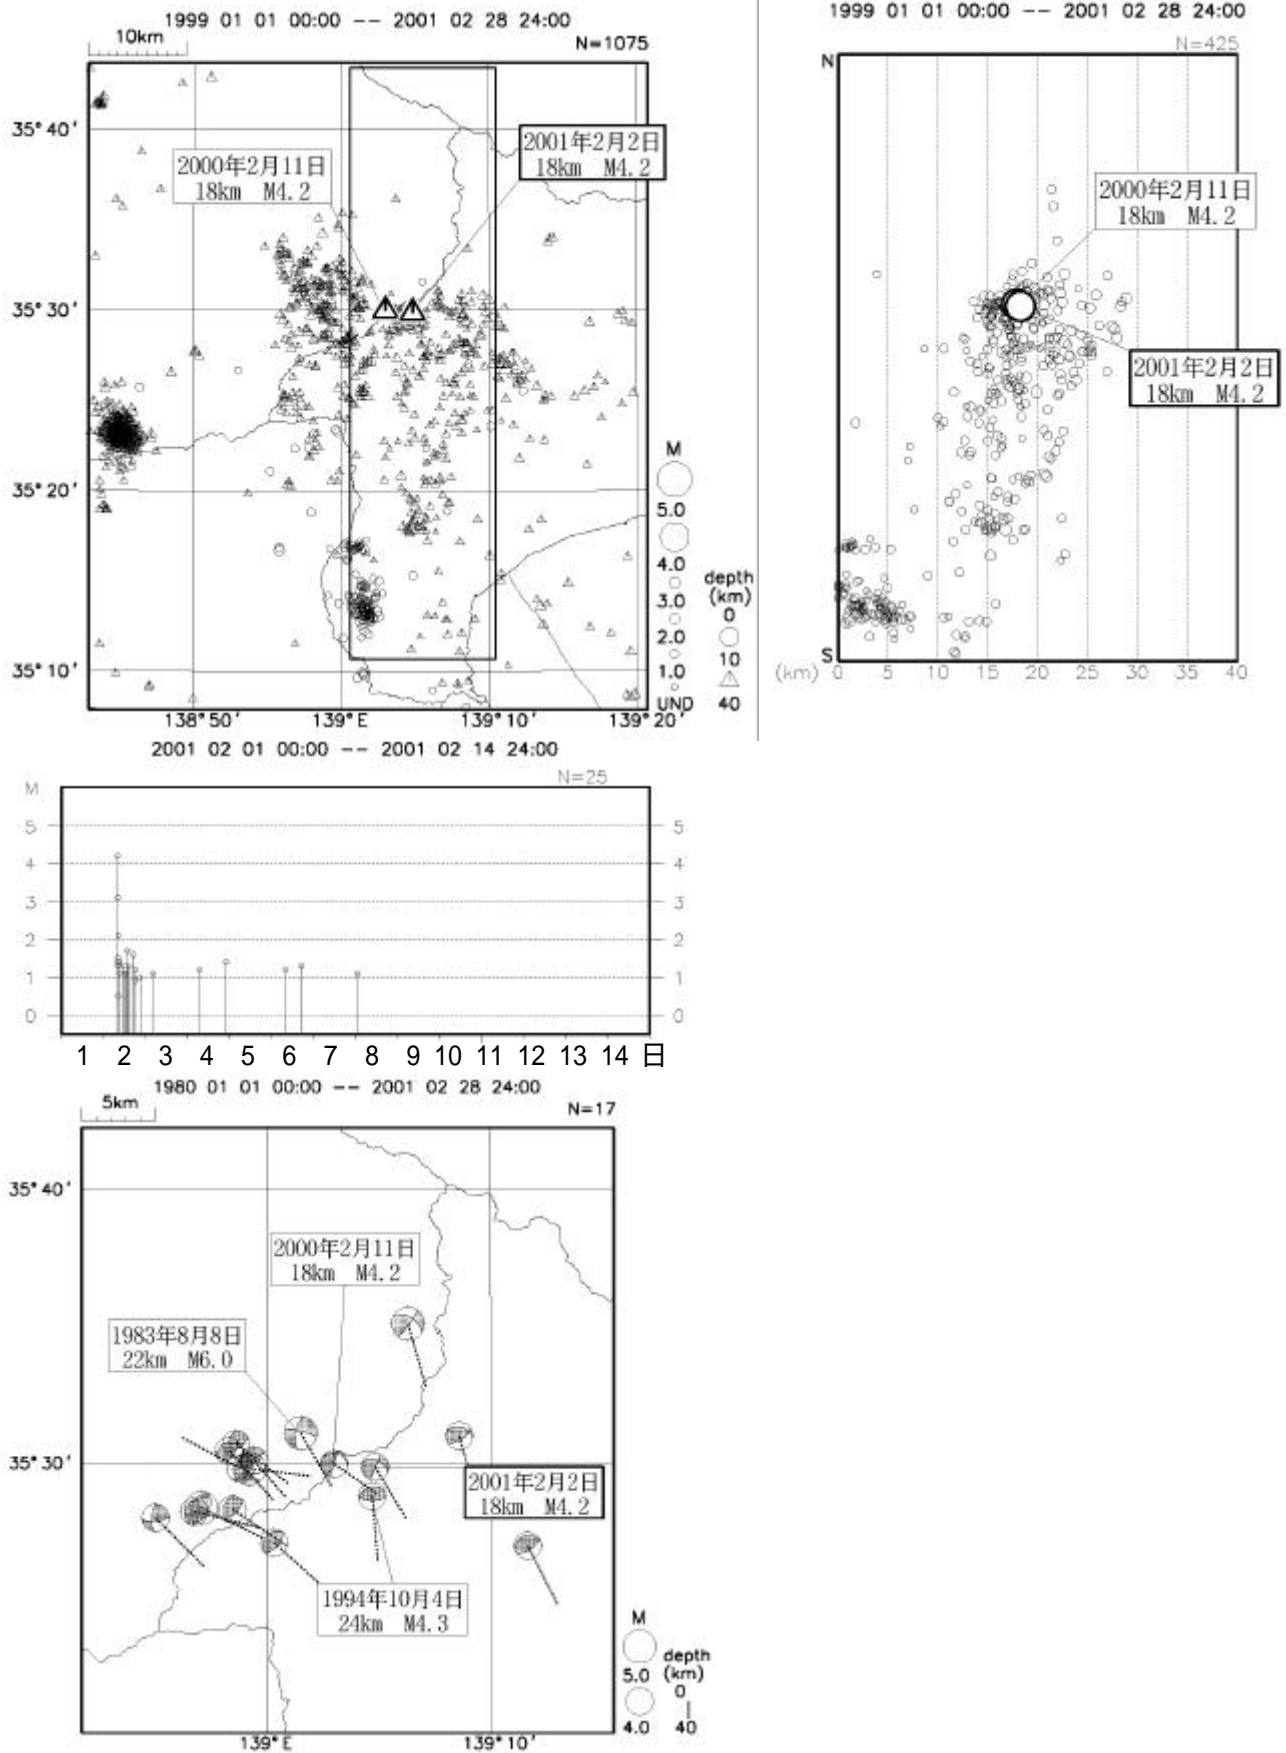 1999 01 01 00:00 -- 2001 02 28 24:00
10km
N=1075
35°40′
35°30′
35°20′
35°10′
2000年2月11日
18km M4.2
2001年2月2日
18km M4.2
M
5.0
4.0
3.0
2.0
1.0
UND
depth
(km)
0
10
40
138°50′
139°E
139°10′
139°20′
1999 01 01 00:00 -- 2001 02 28 24:00
N=425
N
2000年2月11日
18km M4.2
2001年2月2日
18km M4.2
S
(km) 0 5 10 15 20 25 30 35 40
2001 02 01 00:00 -- 2001 02 14 24:00
N=25
M
5 5
4 4
3 3
2 2
1 1
0 0
1 2 3 4 5 6 7 8 9 10 11 12 13 14 日
1980 01 01 00:00 -- 2001 02 28 24:00
5km
N=17
35°40′
35°30′
2000年2月11日
18km M4.2
1983年8月8日
22km M6.0
2001年2月2日
18km M4.2
1994年10月4日
24km M4.3
M
5.0
4.0
depth
(km)
0
40
139°E
139°10′